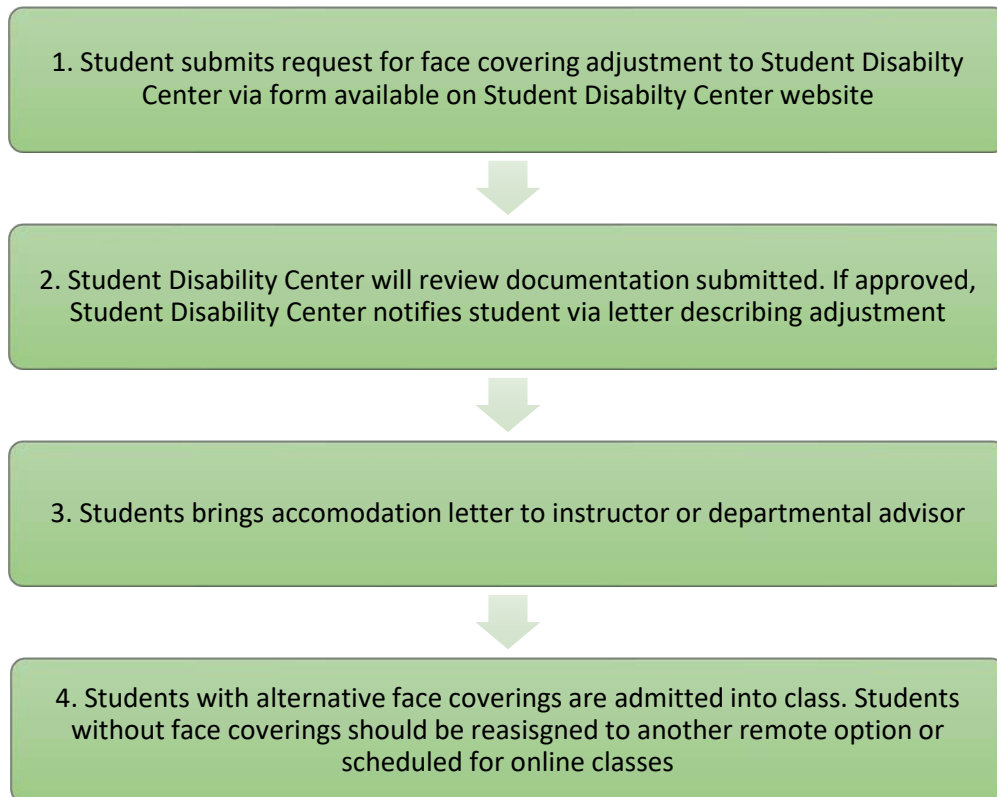 1. Student submits request for face covering adjustment to Student Disabilty
Center via form available on Student Disabilty Center website
2. Student Disability Center will review documentation submitted. If approved,
Student Disability Center notifies student via letter describing adjustment
3. Students brings accomodation letter to instructor or departmental advisor
4. Students with alternative face coverings are admitted into class. Students
without face coverings should be reasisgned to another remote option or
scheduled for online classes